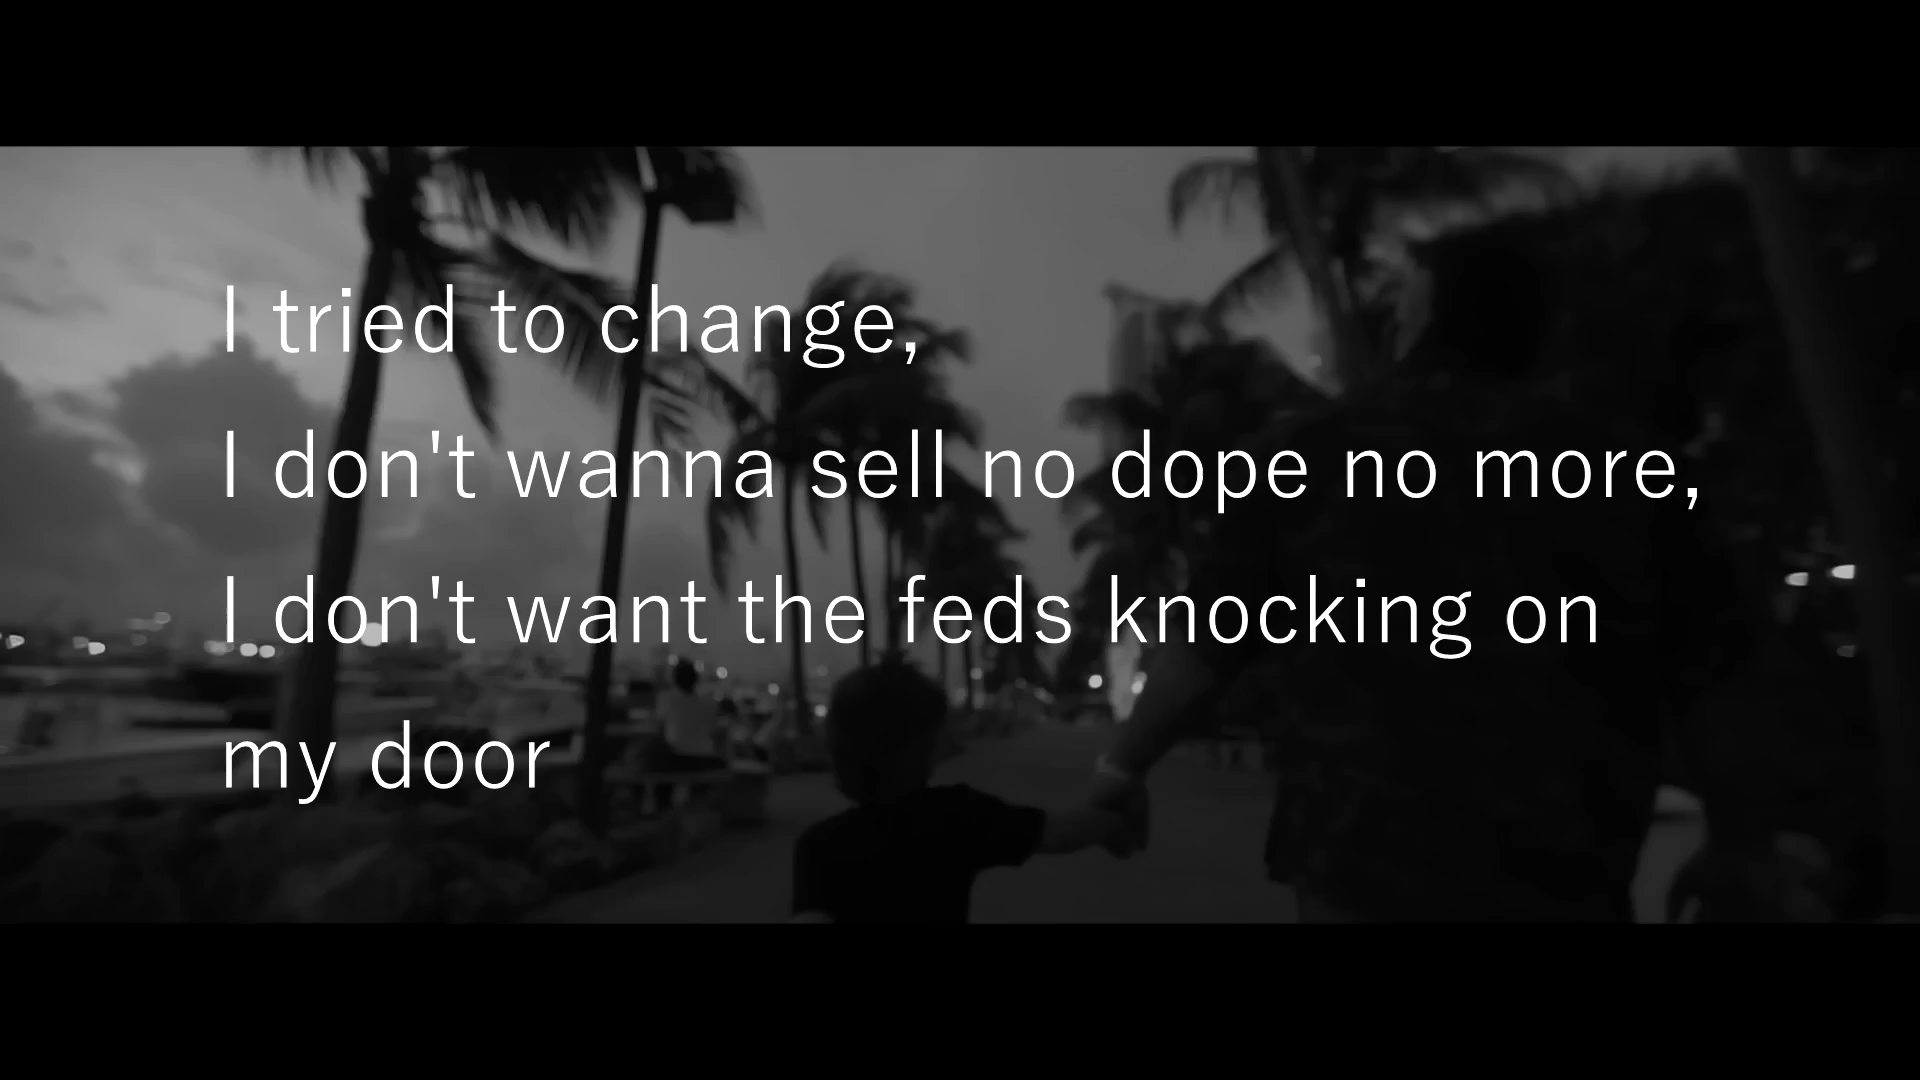 I tried to change,
I don't wanna sell no dope no more,
I don't want the feds knocking on
my door